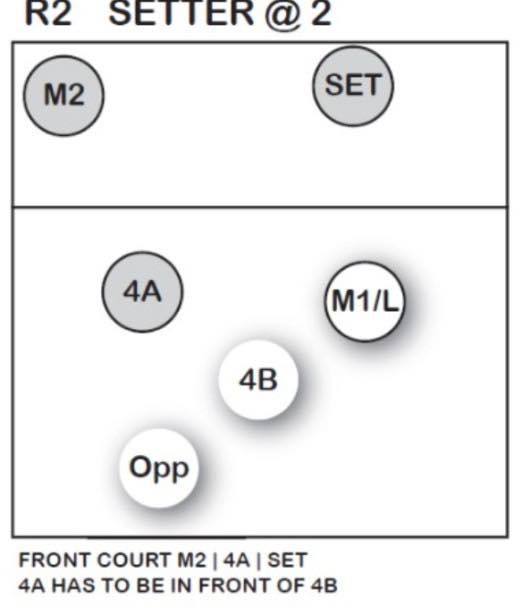 R2 SETTER @ 2
M2
SET
4A
M1/L
4B
Opp
FRONT COURT M2 | 4A | SET
4A HAS TO BE IN FRONT OF 4B